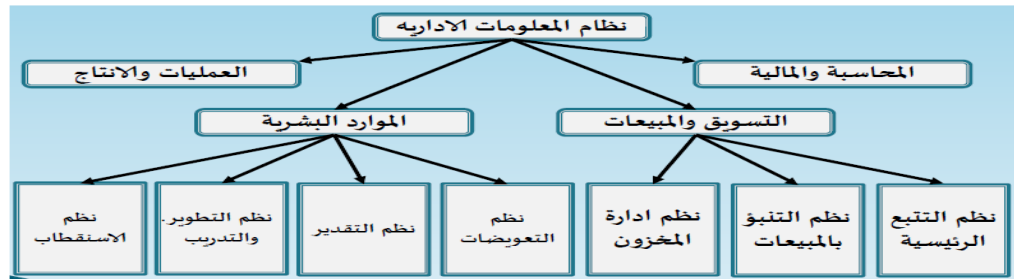 نظام المعلومات الاداريه
المحاسبة والمالية
العمليات والانتاج
التسويق والمبيعات
الموارد البشرية
نظم التتبع
الرئيسية
نظم التنبؤ
بالمبيعات
نظم ادارة
المخزون
نظم
التعويضات
نظم التقدير
نظم التطوير.
والتدريب
نظم
الاستقطاب